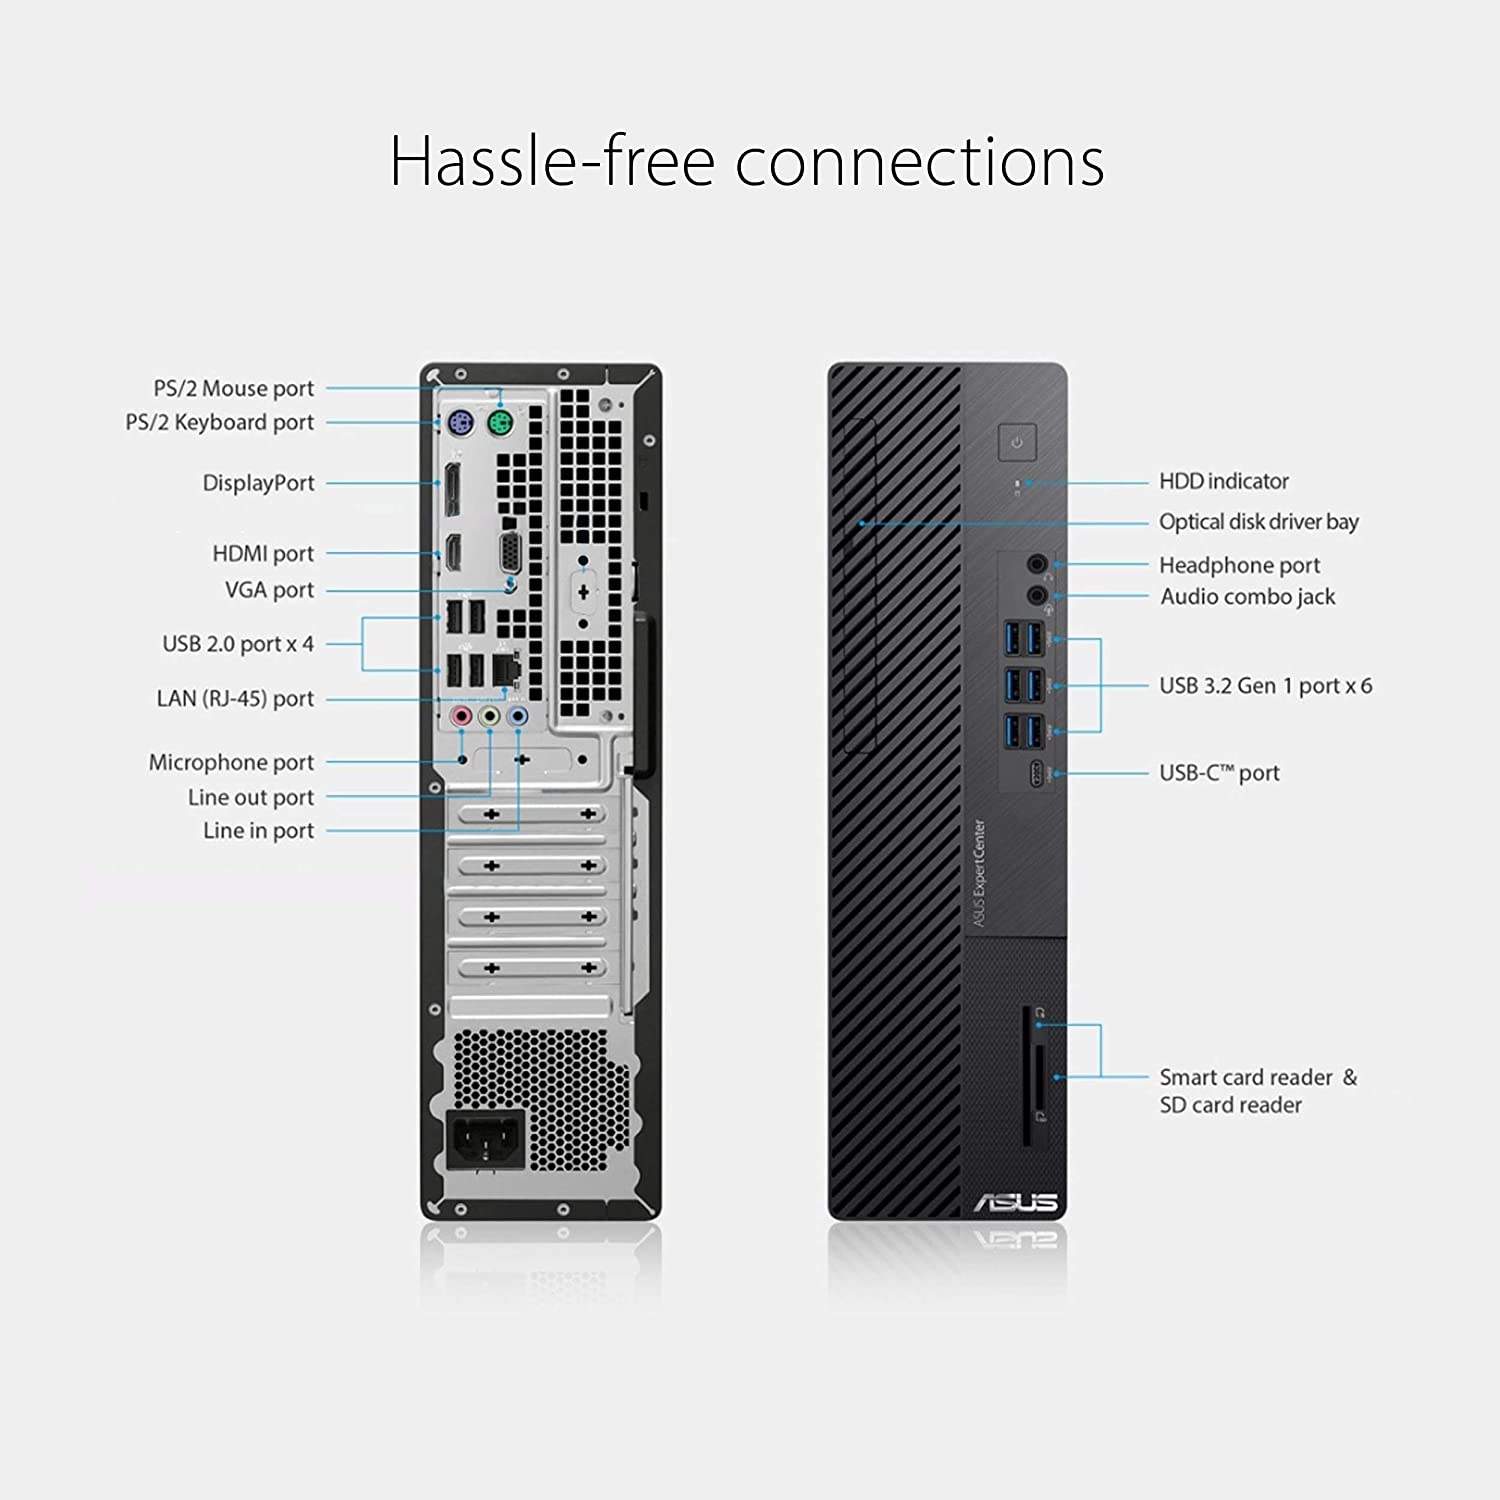 Hassle-free connections
PS/2 Mouse port
PS/2 Keyboard port
DisplayPort
HDMI port
VGA port
USB 2.0 port x 4
LAN (RJ-45) port
Microphone port
Line out port
Line in port
HDD indicator
Optical disk driver bay
Headphone port
Audio combo jack
USB 3.2 Gen 1 port x 6
USB-C™ port
ASUS ExpertCenter
Smart card reader &
SD card reader
ASUS